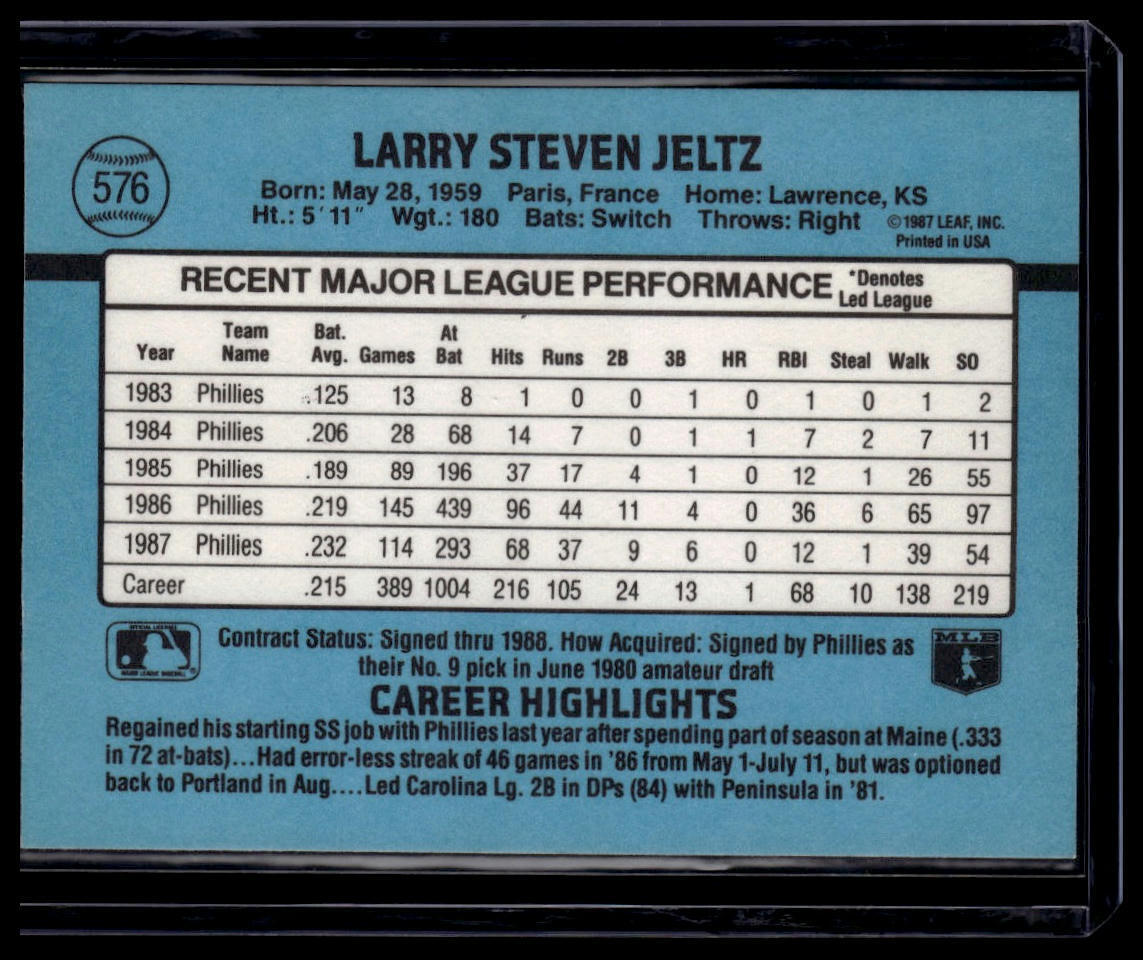 576
LARRY STEVEN JELTZ
Born: May 28, 1959 Paris, France Home: Lawrence, KS
Ht.: 5'11" Wgt.: 180 Bats: Switch Throws: Right ©1987 LEAF, INC.
Printed in USA
RECENT MAJOR LEAGUE PERFORMANCE *Denotes Led League
Year Team Name Bat. Avg. Games At Bat Hits Runs 2B 3B HR RBI Steal Walk SO
1983 Phillies .125 13 8 1 0 0 1 0 1 0 1 2
1984 Phillies .206 28 68 14 7 0 1 1 7 2 7 11
1985 Phillies .189 89 196 37 17 4 1 0 12 1 26 55
1986 Phillies .219 145 439 96 44 11 4 0 36 6 65 97
1987 Phillies .232 114 293 68 37 9 6 0 12 1 39 54
Career .215 389 1004 216 105 24 13 1 68 10 138 219
OFFICIAL LICENSEE
MAJOR LEAGUE BASEBALL
Contract Status: Signed thru 1988. How Acquired: Signed by Phillies as
their No. 9 pick in June 1980 amateur draft
MLB
CAREER HIGHLIGHTS
Regained his starting SS job with Phillies last year after spending part of season at Maine (.333
in 72 at-bats)...Had error-less streak of 46 games in '86 from May 1-July 11, but was optioned
back to Portland in Aug....Led Carolina Lg. 2B in DPs (84) with Peninsula in '81.